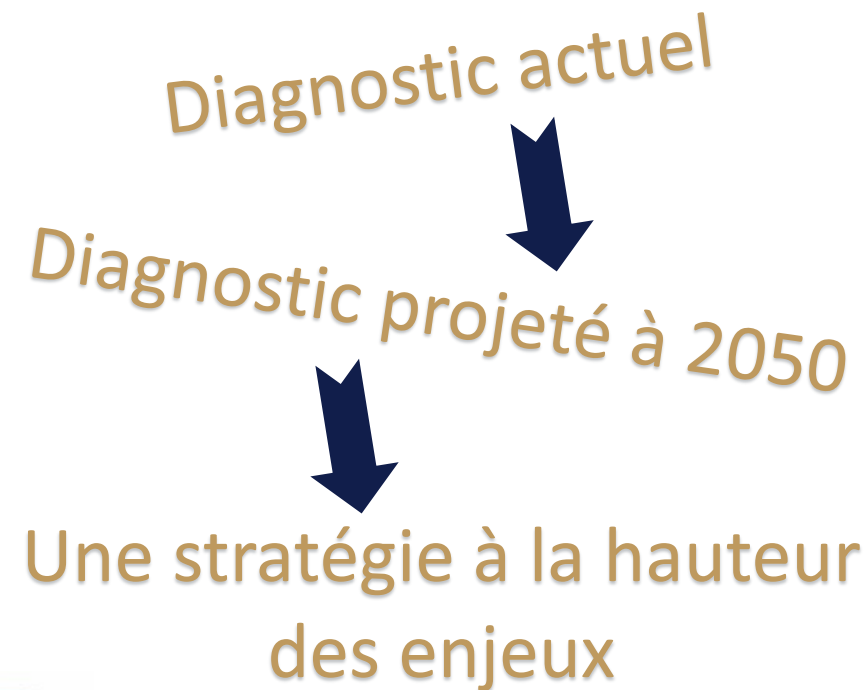 Diagnostic actuel
Diagnostic projeté à 2050
Une stratégie à la hauteur
des enjeux